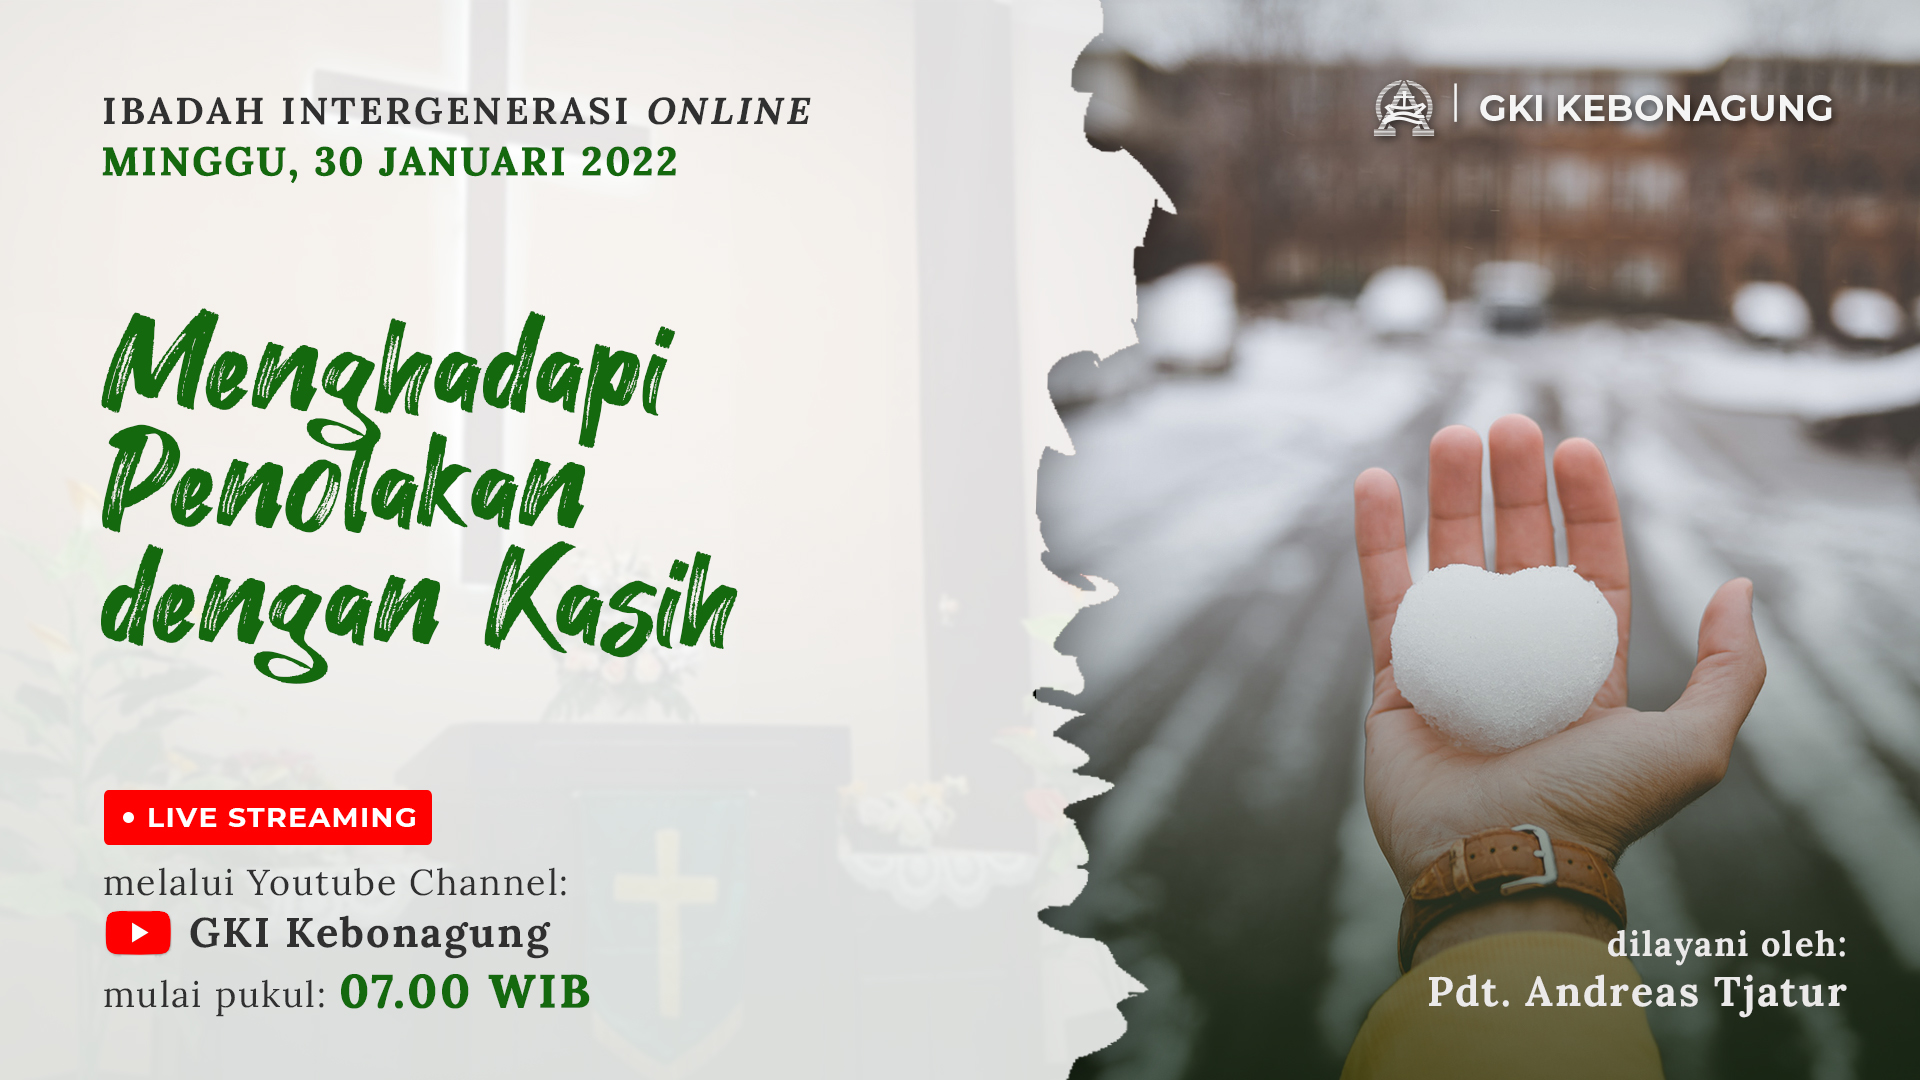 IBADAH INTERGENERASI ONLINE
MINGGU, 30 JANUARI 2022
GKI KEBONAGUNG
Menghadapi
Penolakan
dengan Kasih
LIVE STREAMING
melalui Youtube Channel:
GKI Kebonagung
mulai pukul: 07.00 WIB
dilayani oleh:
Pdt. Andreas Tjatur